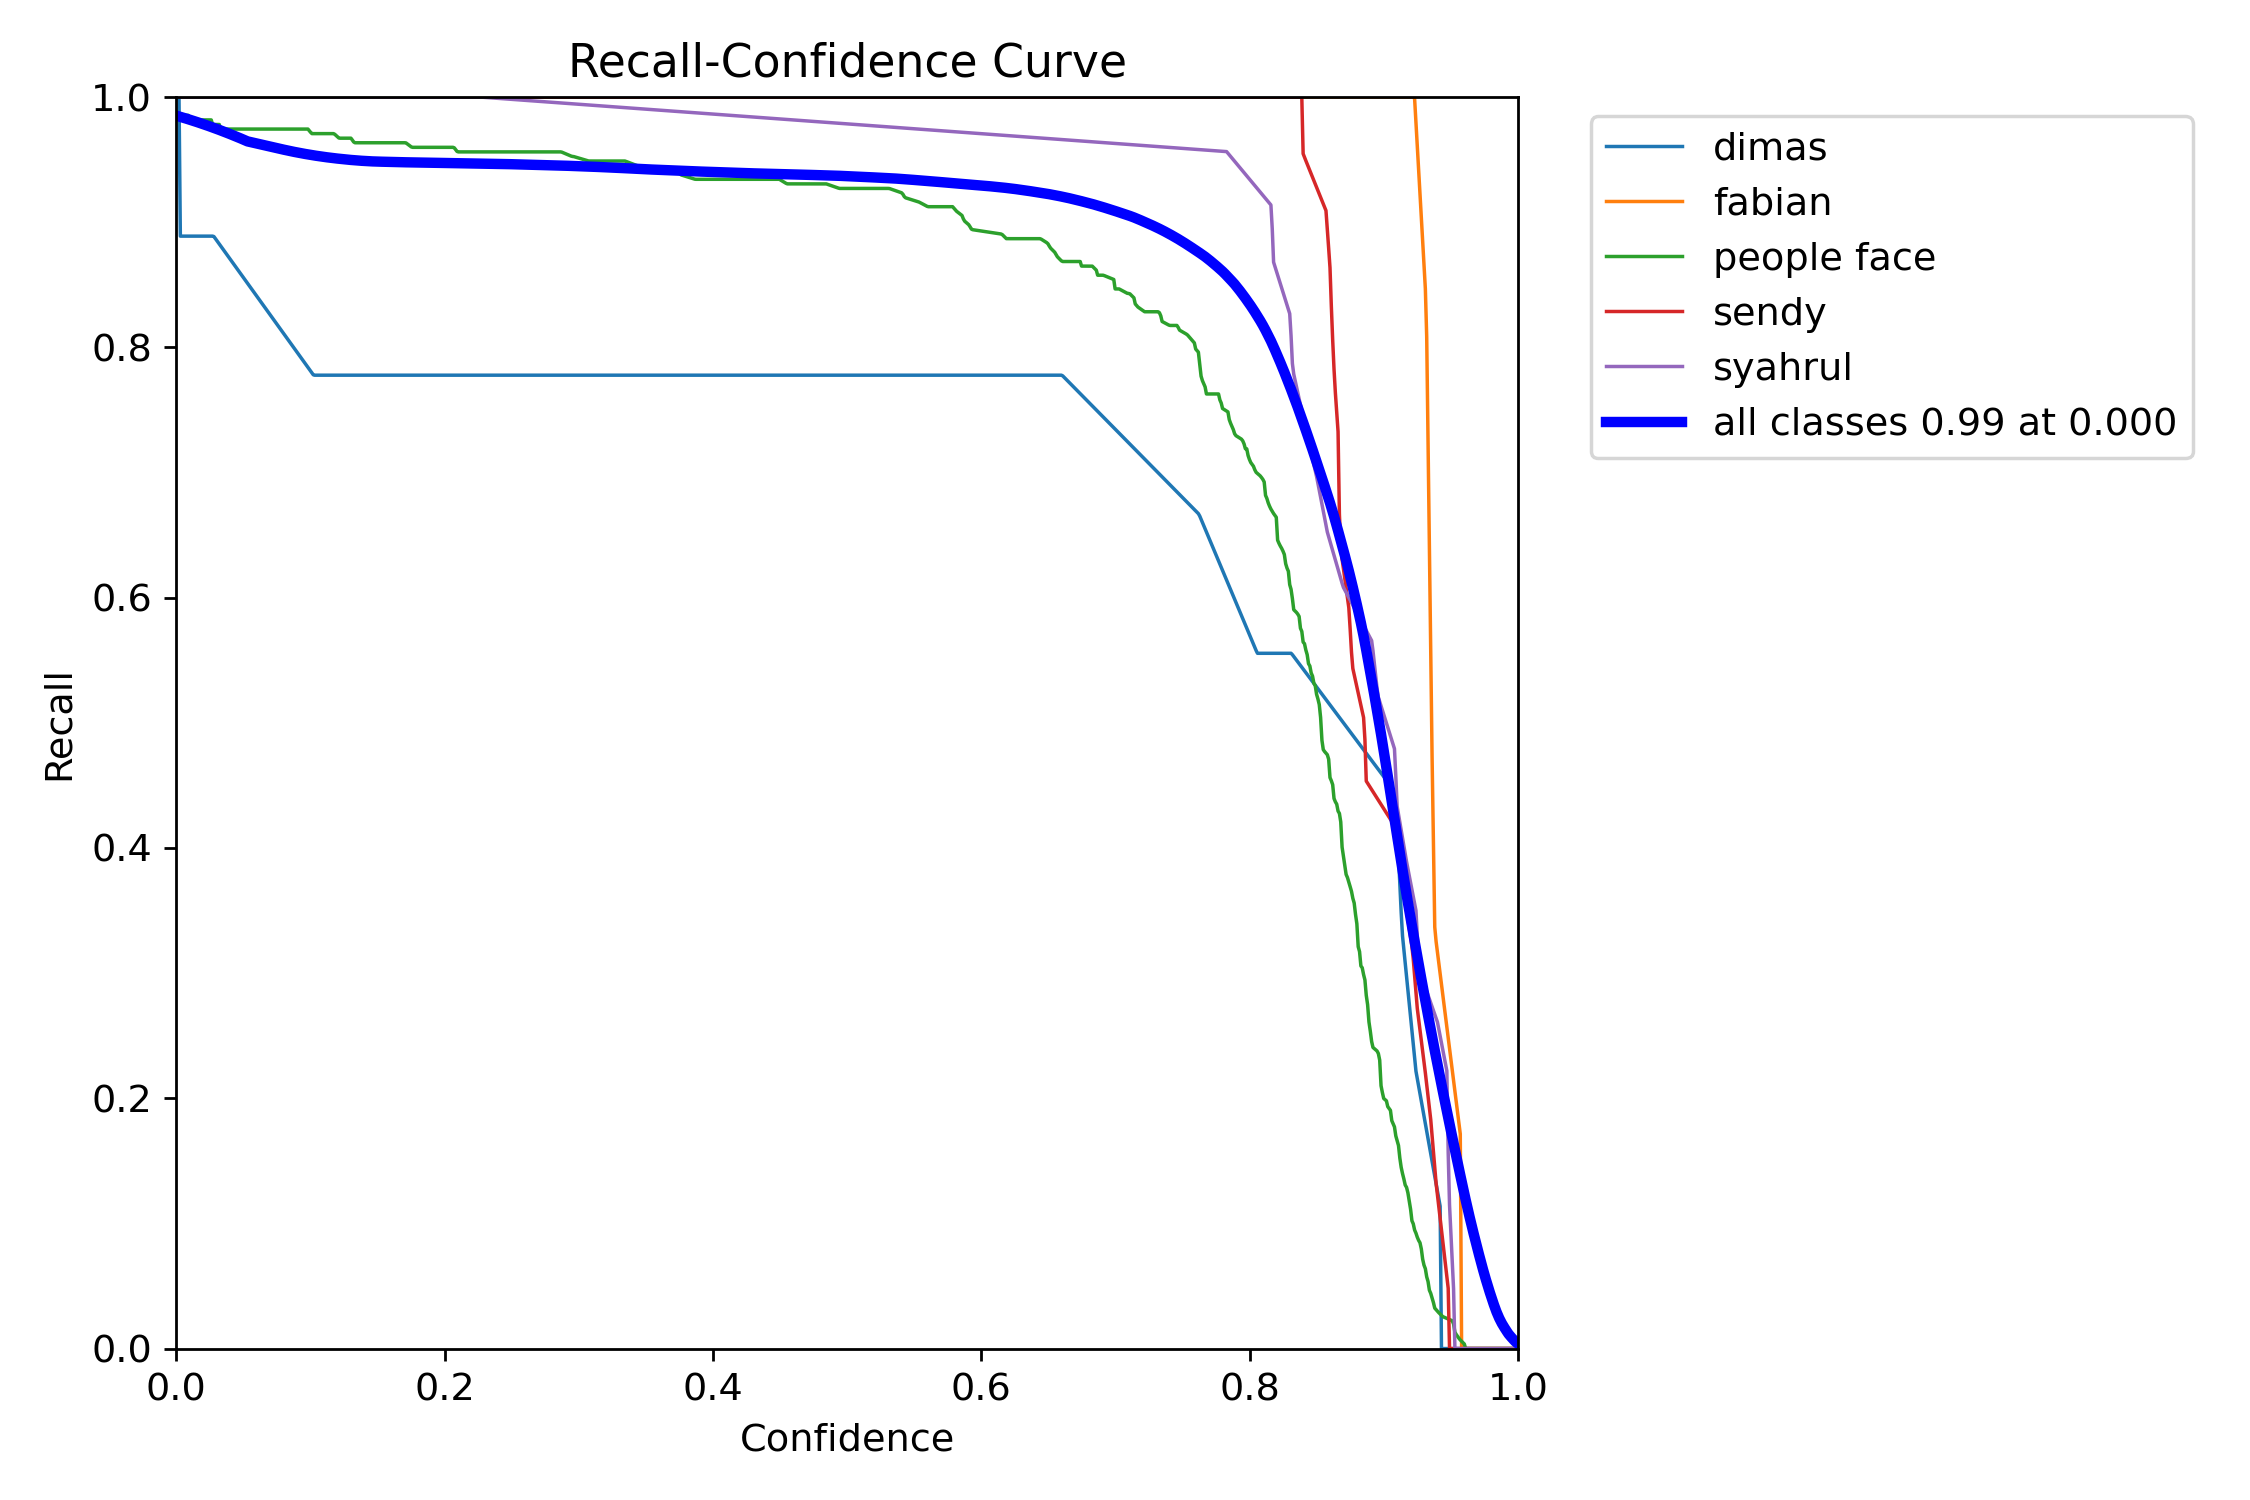 Recall-Confidence Curve
1.0
0.8
0.6
0.4
0.2
0.0
Recall
0.0 0.2 0.4 0.6 0.8 1.0
Confidence
dimas
fabian
people face
sendy
syahrul
all classes 0.99 at 0.000